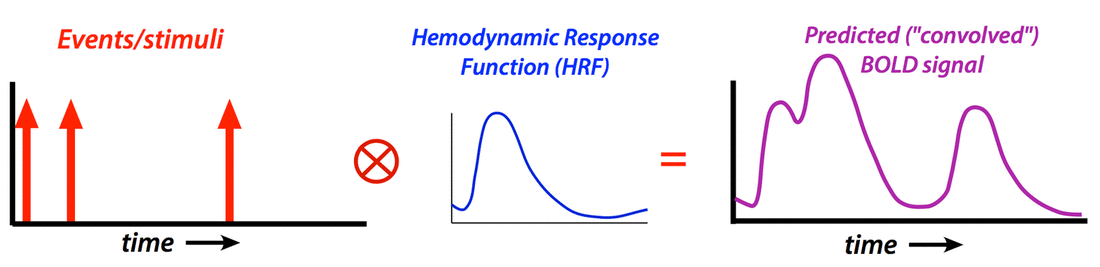 Events/stimuli
time
Hemodynamic Response
Function (HRF)
=
Predicted ("convolved")
BOLD signal
time